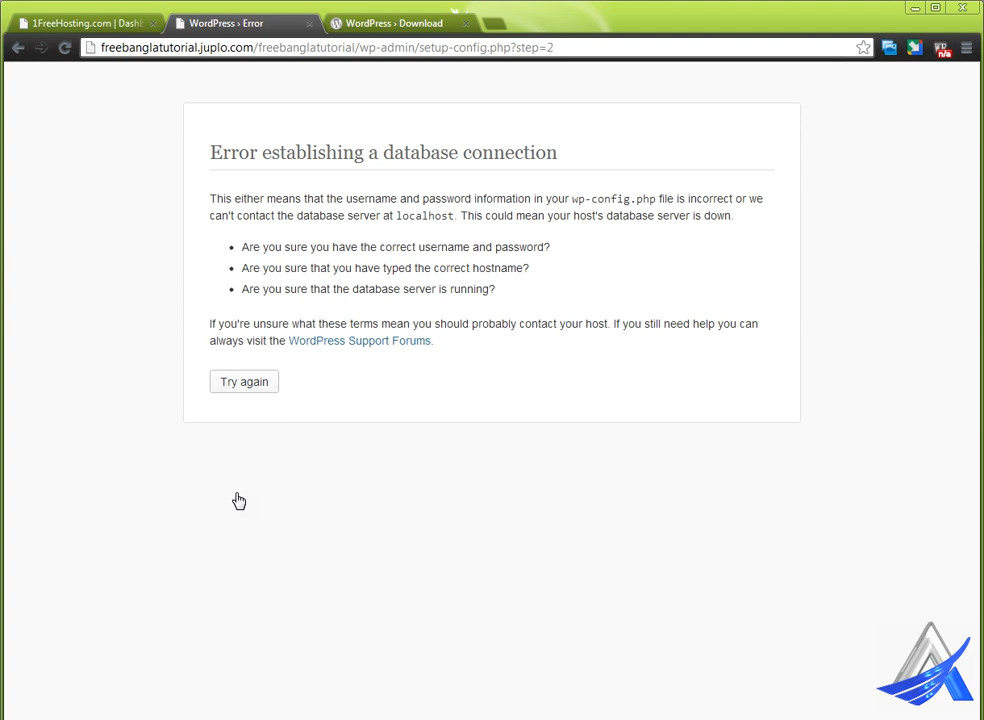 1FreeHosting.com | Dashb
WordPress › Error
WordPress › Download
freebanglatutorial.juplo.com/freebanglatutorial/wp-admin/setup-config.php?step=2
n/a
Error establishing a database connection
This either means that the username and password information in your wp-config.php file is incorrect or we
can't contact the database server at localhost. This could mean your host's database server is down.
• Are you sure you have the correct username and password?
• Are you sure that you have typed the correct hostname?
• Are you sure that the database server is running?
If you're unsure what these terms mean you should probably contact your host. If you still need help you can
always visit the WordPress Support Forums.
Try again